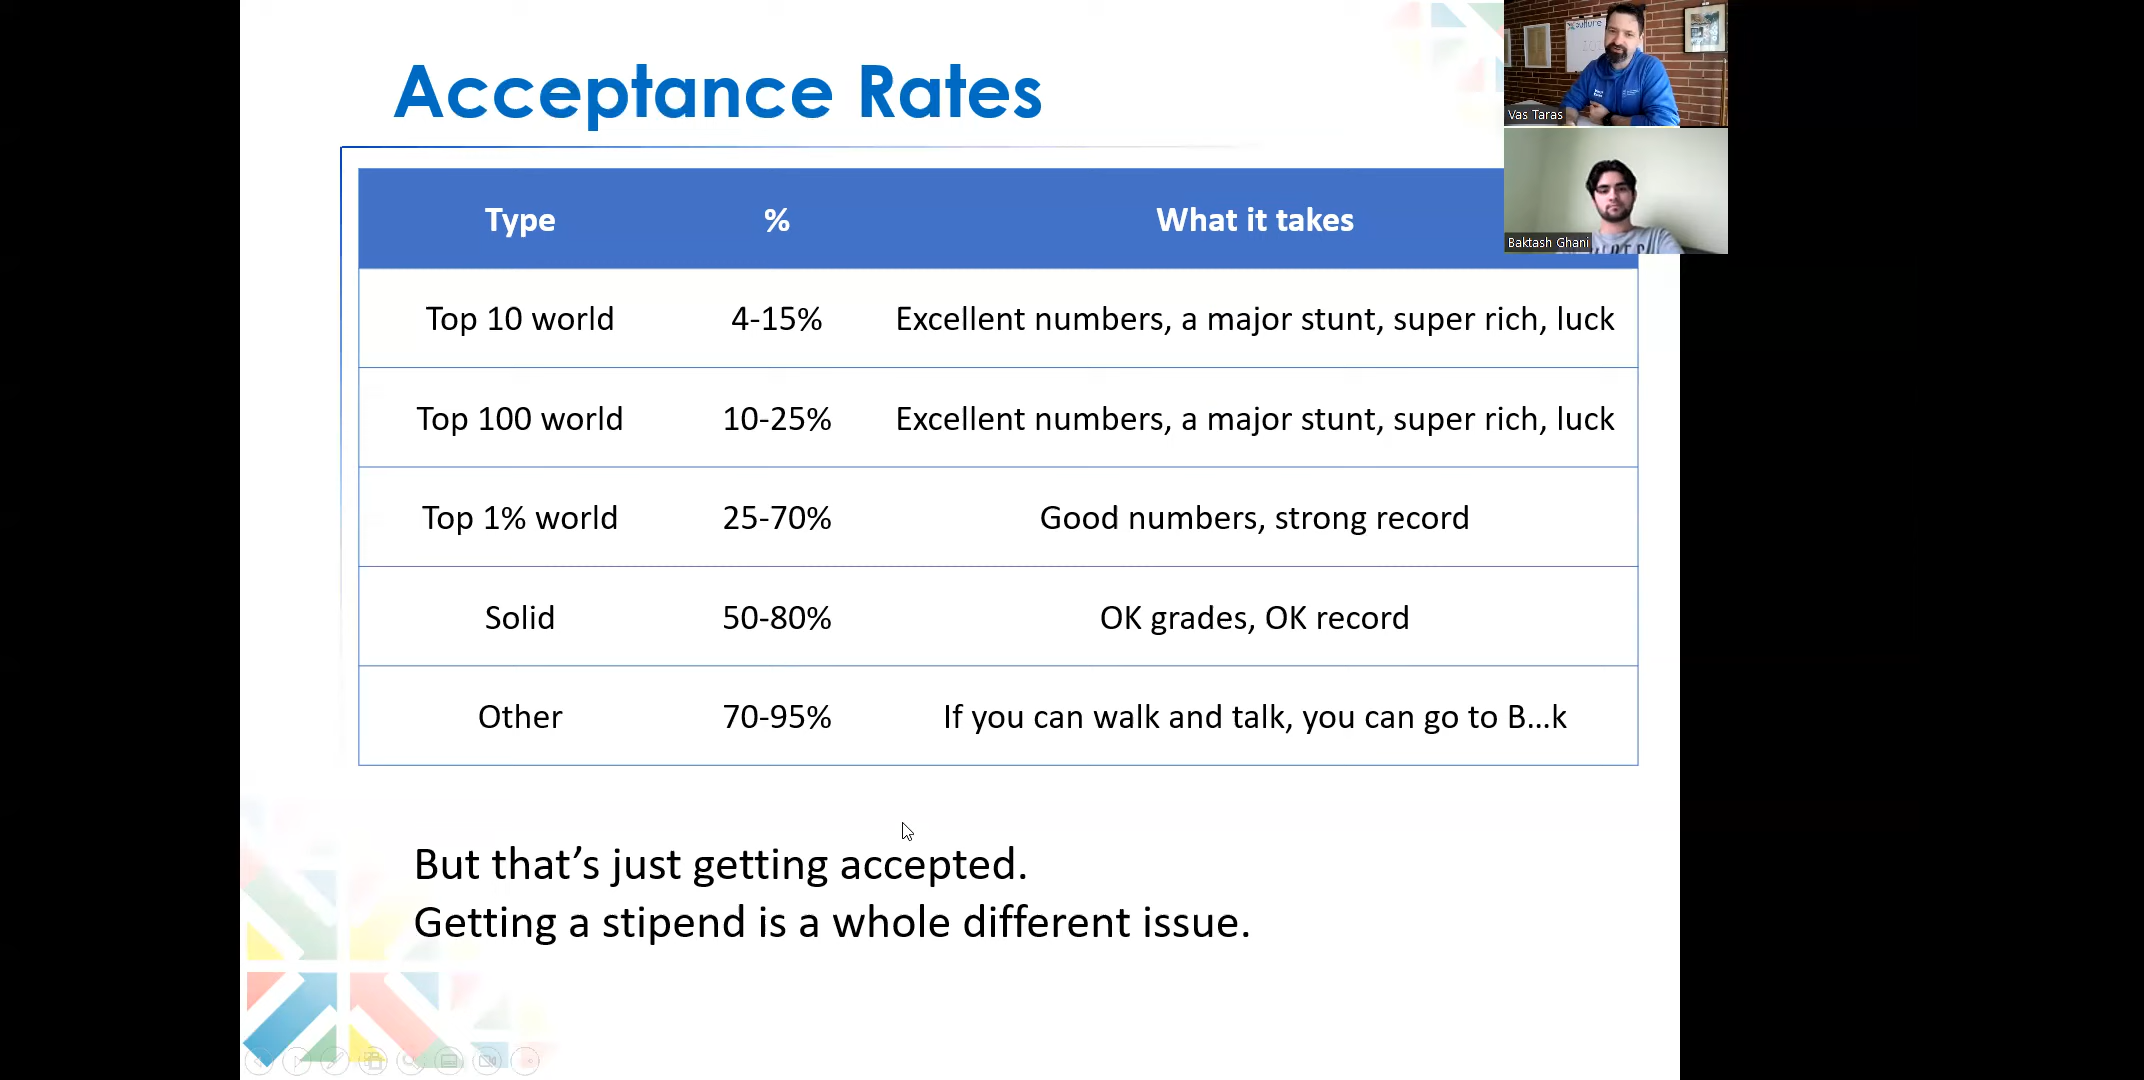 Acceptance Rates
Type % What it takes
Top 10 world 4-15% Excellent numbers, a major stunt, super rich, luck
Top 100 world 10-25% Excellent numbers, a major stunt, super rich, luck
Top 1% world 25-70% Good numbers, strong record
Solid 50-80% OK grades, OK record
Other 70-95% If you can walk and talk, you can go to B...k
But that’s just getting accepted.
Getting a stipend is a whole different issue.
Vas Taras
Baktash Ghani